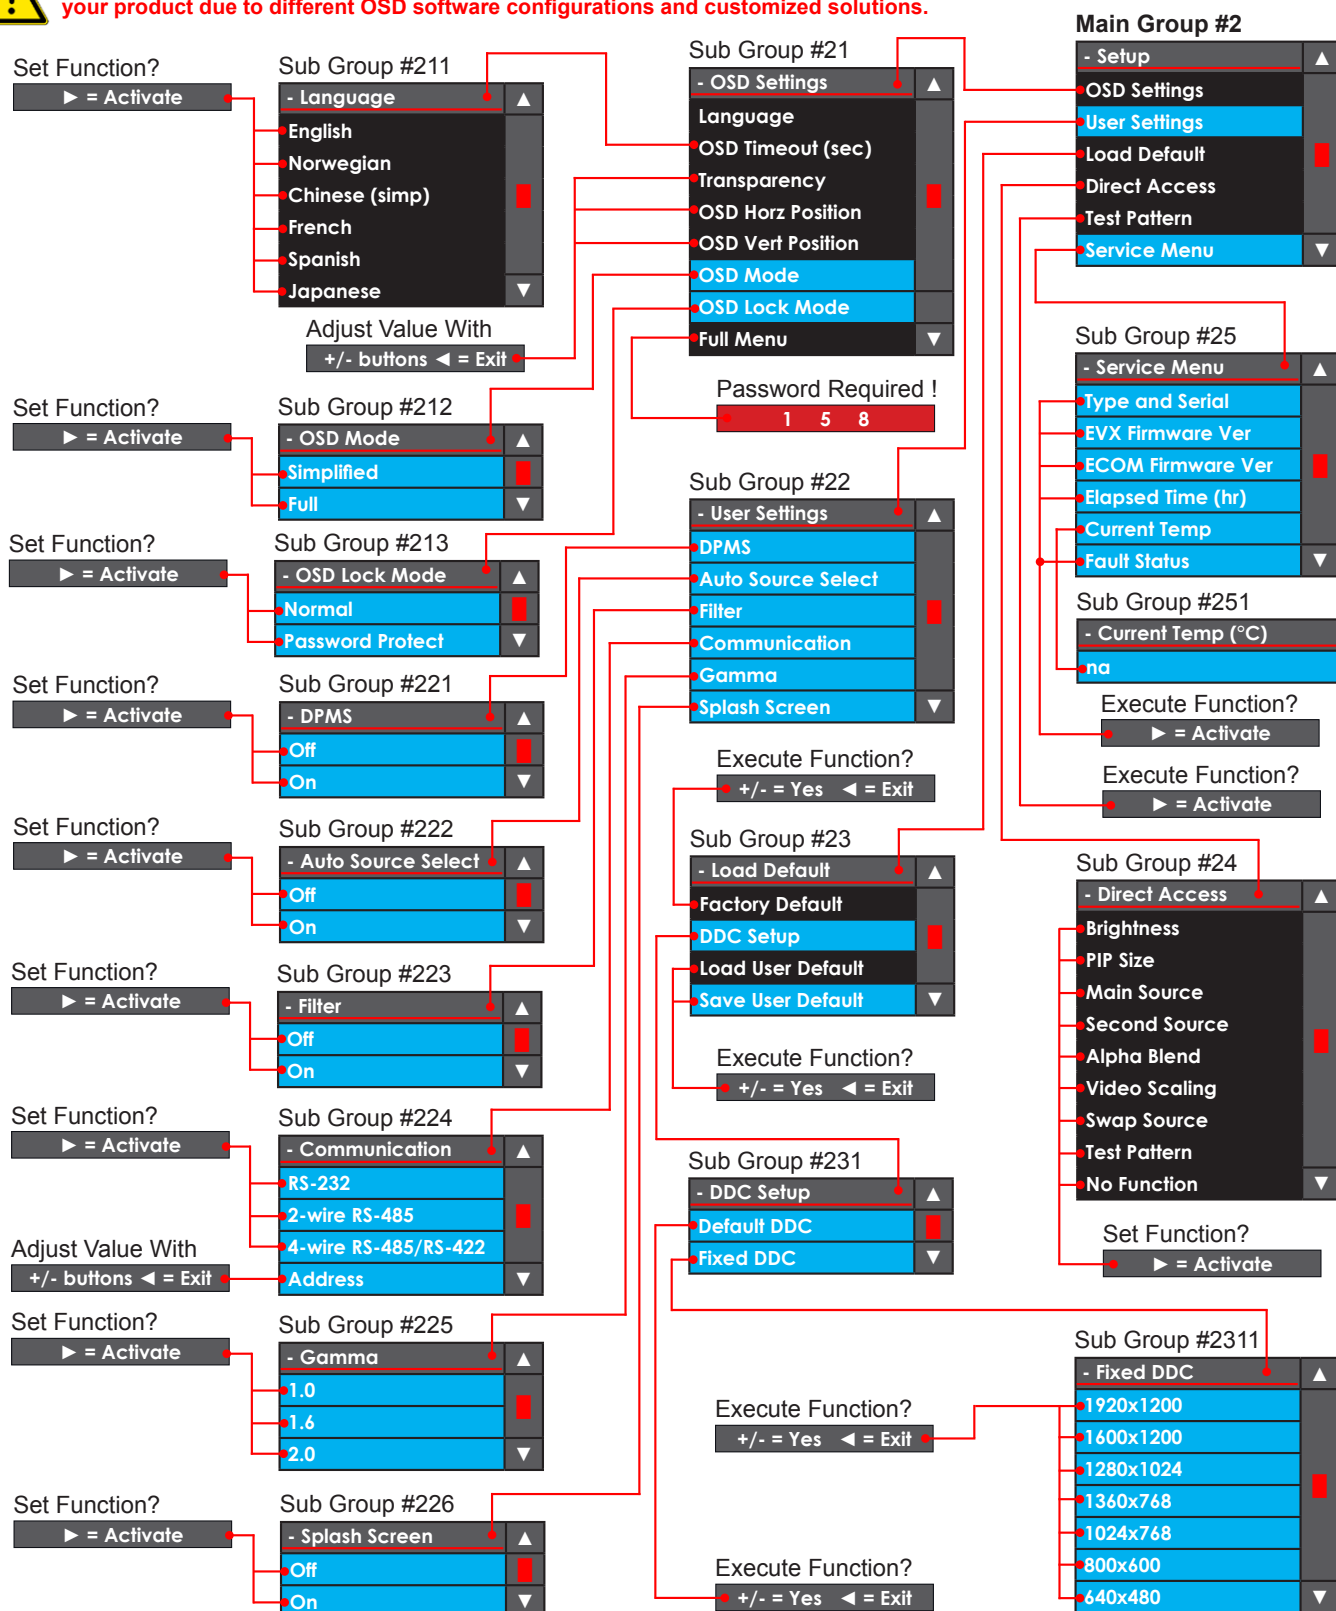 your product due to different OSD software configurations and customized solutions.
Set Function?
► = Activate
Sub Group #211
- Language
▲
English
Norwegian
Chinese (simp)
French
Spanish
Japanese
▼
Adjust Value With
+/- buttons ◄ = Exit
Set Function?
► = Activate
Sub Group #212
- OSD Mode
▲
Simplified
Full
▼
Set Function?
► = Activate
Sub Group #213
- OSD Lock Mode
▲
Normal
Password Protect
▼
Set Function?
► = Activate
Sub Group #221
- DPMS
▲
Off
On
▼
Set Function?
► = Activate
Sub Group #222
- Auto Source Select
▲
Off
On
▼
Set Function?
► = Activate
Sub Group #223
- Filter
▲
Off
On
▼
Set Function?
► = Activate
Sub Group #224
- Communication
▲
RS-232
2-wire RS-485
4-wire RS-485/RS-422
Address
▼
Adjust Value With
+/- buttons ◄ = Exit
Set Function?
► = Activate
Sub Group #225
- Gamma
▲
1.0
1.6
2.0
▼
Set Function?
► = Activate
Sub Group #226
- Splash Screen
▲
Off
On
▼
Sub Group #21
- OSD Settings
▲
Language
OSD Timeout (sec)
Transparency
OSD Horz Position
OSD Vert Position
OSD Mode
OSD Lock Mode
Full Menu
▼
Password Required !
1 5 8
Sub Group #22
- User Settings
▲
DPMS
Auto Source Select
Filter
Communication
Gamma
Splash Screen
▼
Execute Function?
+/- = Yes ◄ = Exit
Sub Group #23
- Load Default
▲
Factory Default
DDC Setup
Load User Default
Save User Default
▼
Execute Function?
+/- = Yes ◄ = Exit
Sub Group #231
- DDC Setup
▲
Default DDC
Fixed DDC
▼
Execute Function?
+/- = Yes ◄ = Exit
Execute Function?
+/- = Yes ◄ = Exit
Main Group #2
- Setup
▲
OSD Settings
User Settings
Load Default
Direct Access
Test Pattern
Service Menu
▼
Sub Group #25
- Service Menu
▲
Type and Serial
EVX Firmware Ver
ECOM Firmware Ver
Elapsed Time (hr)
Current Temp
Fault Status
▼
Sub Group #251
- Current Temp (°C)
na
Execute Function?
► = Activate
Execute Function?
► = Activate
Sub Group #24
- Direct Access
▲
Brightness
PIP Size
Main Source
Second Source
Alpha Blend
Video Scaling
Swap Source
Test Pattern
No Function
▼
Set Function?
► = Activate
Sub Group #2311
- Fixed DDC
▲
1920x1200
1600x1200
1280x1024
1360x768
1024x768
800x600
640x480
▼